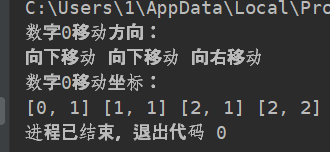 C:\Users\1\AppData\Local\Pro
数字0移动方向：
向下移动 向下移动 向右移动
数字0移动坐标：
[0, 1] [1, 1] [2, 1] [2, 2]
进程已结束，退出代码 0